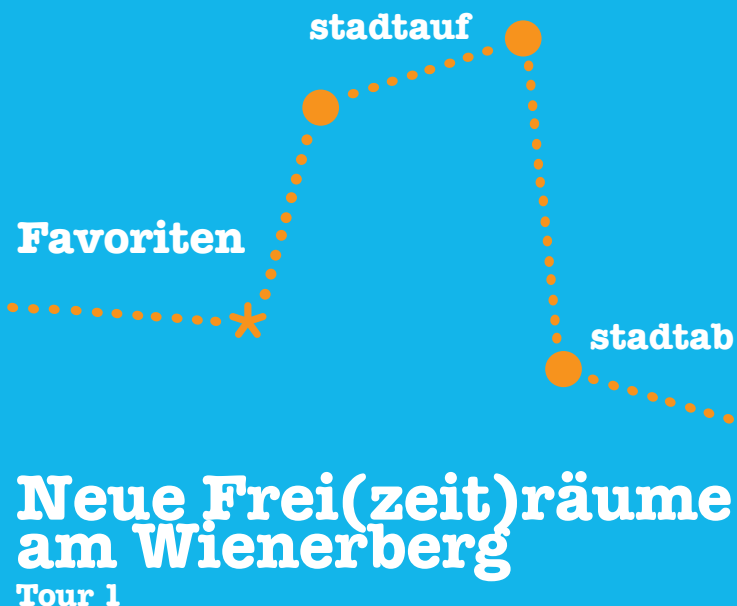 stadtauf
Favoriten
stadtab
Neue Frei(zeit)räume
am Wienerberg
Tour 1